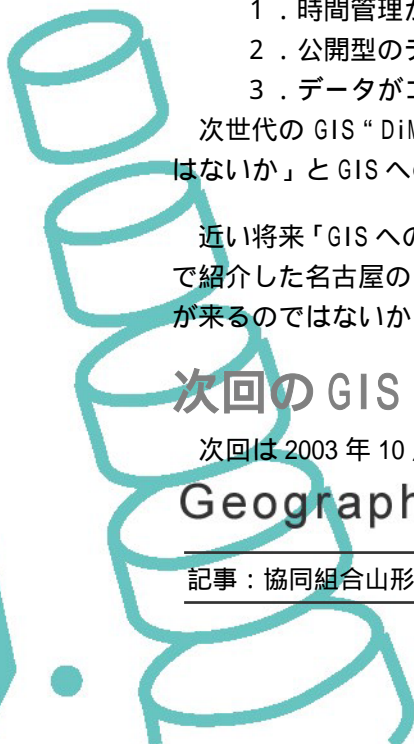 1．時間管理が
2．公開型のデ
3．データがコ
次世代の GIS“DiM
はないか」と GIS への
近い将来「GIS への
で紹介した名古屋の
が来るのではないか
次回の GIS
次回は 2003 年 10
Geograph
記事：協同組合山形